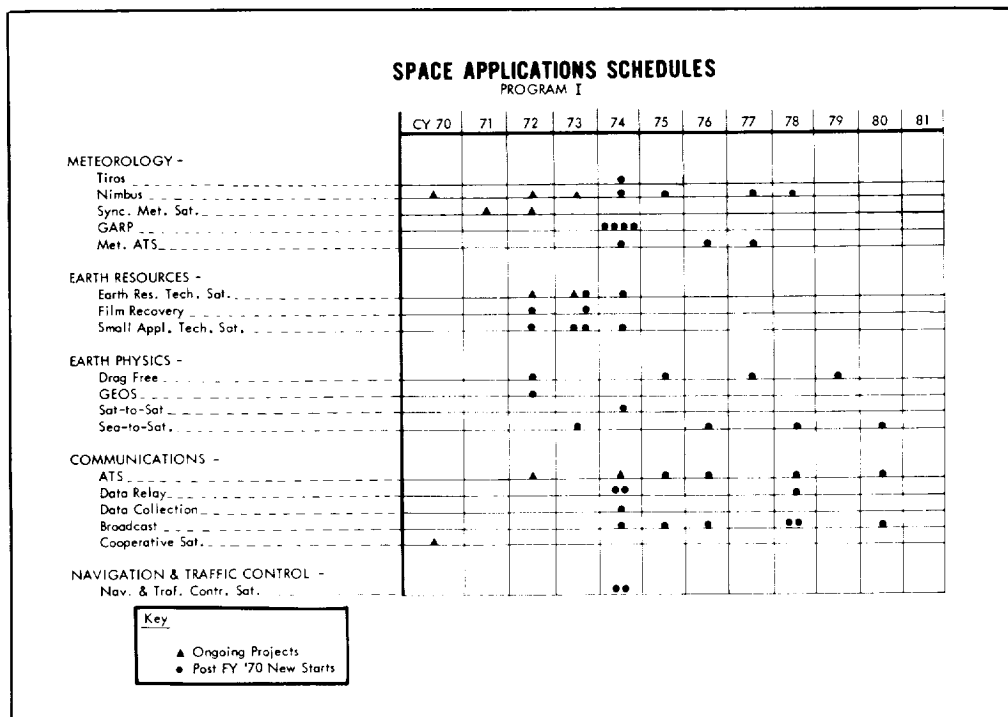 SPACE APPLICATIONS SCHEDULES
PROGRAM I
CY 70 71 72 73 74 75 76 77 78 79 80 81
METEOROLOGY -
Tiros
Nimbus
Sync. Met. Sat.
GARP
Met. ATS
EARTH RESOURCES -
Earth Res. Tech. Sat.
Film Recovery
Small Appl. Tech. Sat.
EARTH PHYSICS -
Drag Free
GEOS
Sat-to-Sat
Sea-to-Sat.
COMMUNICATIONS -
ATS
Data Relay
Data Collection
Broadcast
Cooperative Sat.
NAVIGATION & TRAFFIC CONTROL -
Nav. & Traf. Contr. Sat.
Key
▲ Ongoing Projects
● Post FY '70 New Starts